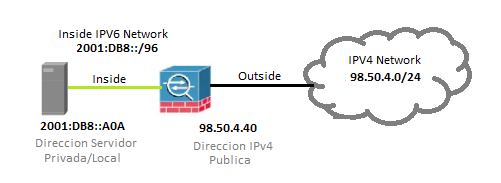 Inside IPV6 Network
2001:DB8::/96
Inside
Outside
IPV4 Network
98.50.4.0/24
2001:DB8::A0A
Direccion Servidor
Privada/Local
98.50.4.40
Direccion IPv4
Publica